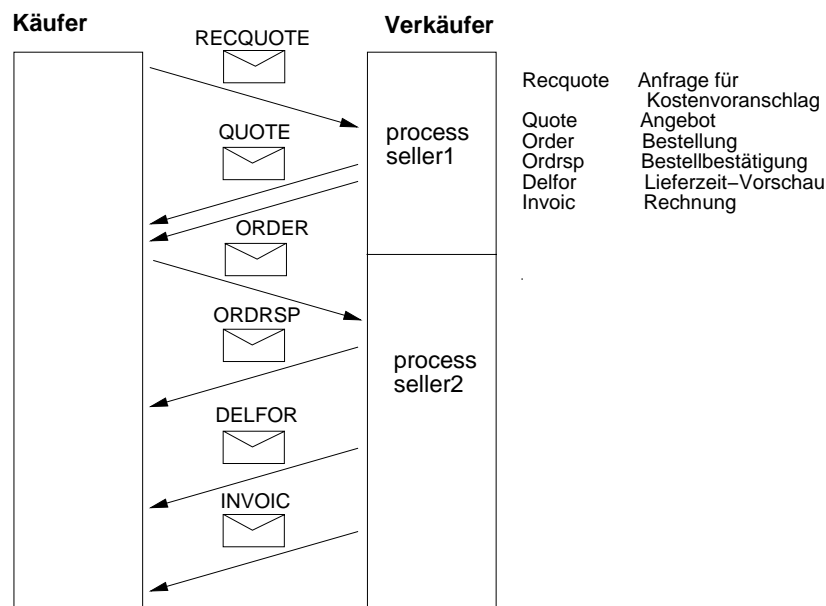 Käufer
Verkäufer
RECQUOTE
QUOTE
process
seller1
ORDER
ORDRSP
process
seller2
DELFOR
INVOIC
Recquote Anfrage für
Kostenvoranschlag
Quote Angebot
Order Bestellung
Ordrsp Bestellbestätigung
Delfor Lieferzeit–Vorschau
Invoic Rechnung